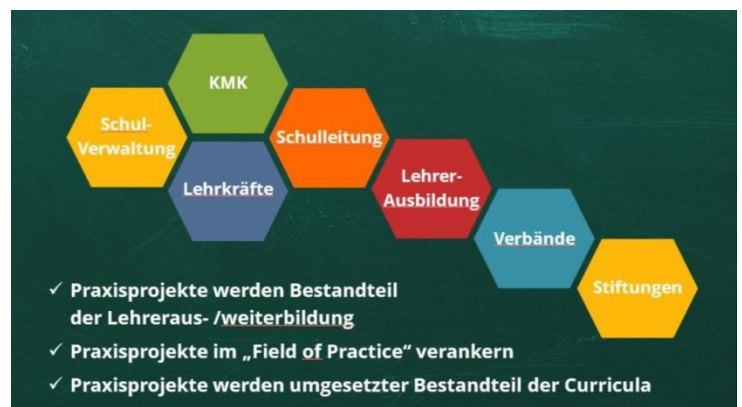 KMK
Schul-
Verwaltung
Schulleitung
Lehrkräfte
Lehrer-
Ausbildung
Verbände
Stiftungen
✓ Praxisprojekte werden Bestandteil
der Lehreraus- /weiterbildung
✓ Praxisprojekte im „Field of Practice“ verankern
✓ Praxisprojekte werden umgesetzter Bestandteil der Curricula